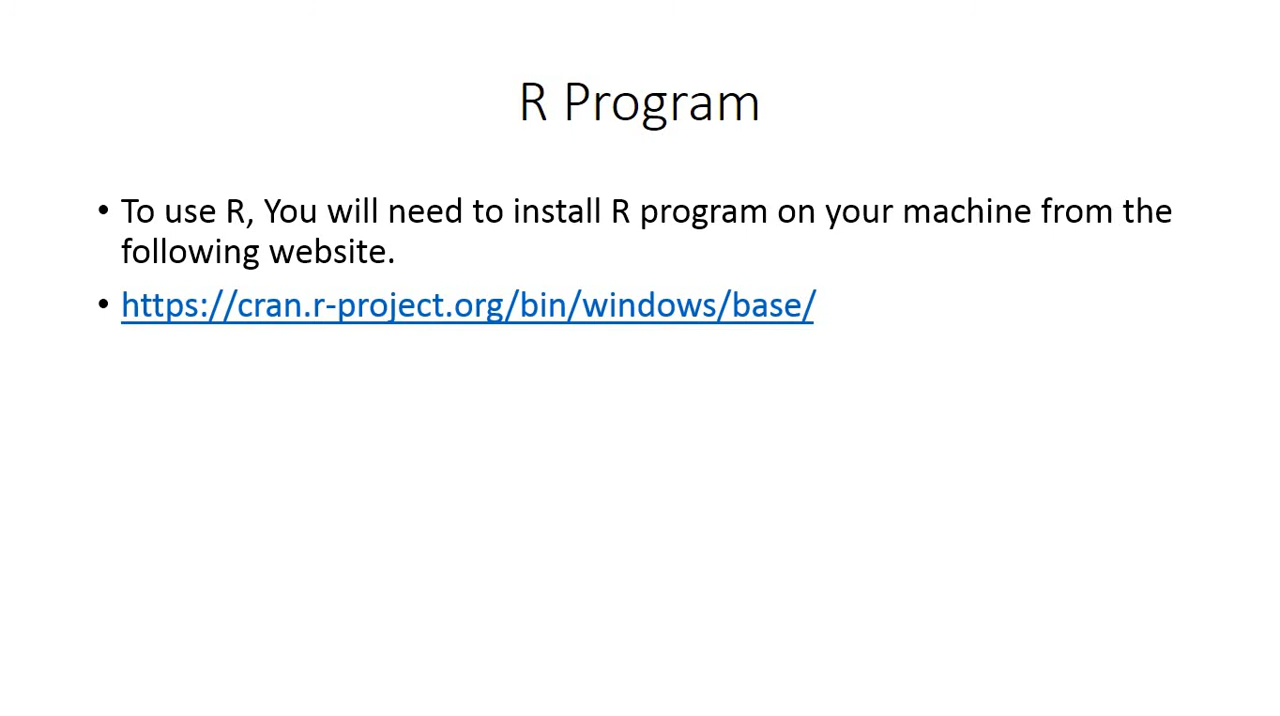 R Program
• To use R, You will need to install R program on your machine from the
following website.
• https://cran.r-project.org/bin/windows/base/